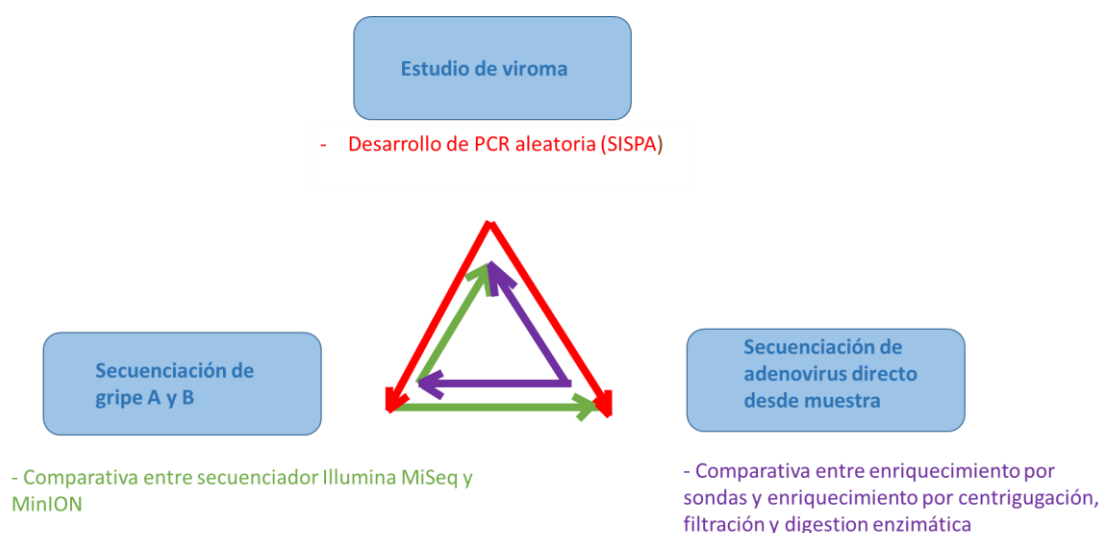 Estudio de viroma
- Desarrollo de PCR aleatoria (SISPA)
Secuenciación de
gripe A y B
- Comparativa entre secuenciador Illumina MiSeq y
MinION
Secuenciación de
adenovirus directo
desde muestra
- Comparativa entre enriquecimiento por
sondas y enriquecimiento por centrigugación,
filtración y digestion enzimática